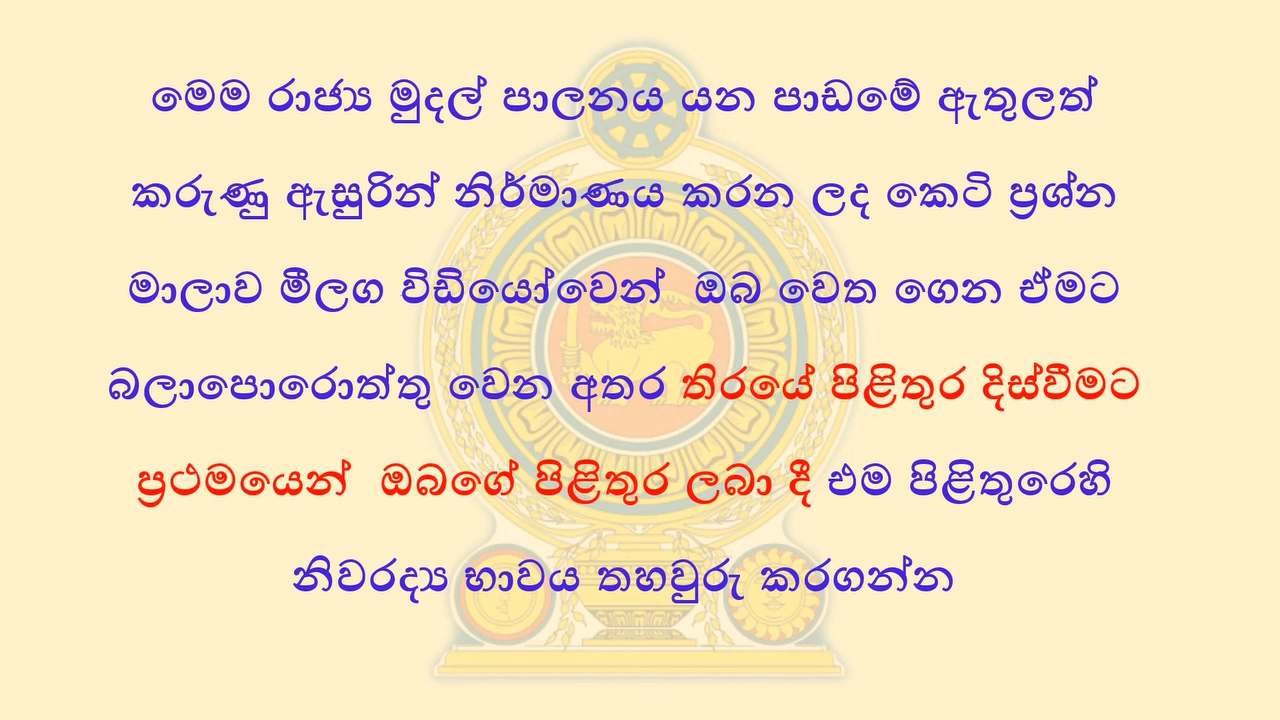 මෙම රාජ්‍ය මුදල් පාලනය යන පාඩමේ ඇතුලත්
කරුණු ඇසුරින් නිර්මාණය කරන ලද කෙටි ප්‍රශ්න
මාලාව මීලග විඩියෝවෙන් ඔබ වෙත ගෙන ඒමට
බලාපොරොත්තු වෙන අතර තිරයේ පිළිතුර දිස්වීමට
ප්‍රථමයෙන් ඔබගේ පිළිතුර ලබා දී එම පිළිතුරෙහි
නිවරද්‍ය භාවය තහවුරු කරගන්න